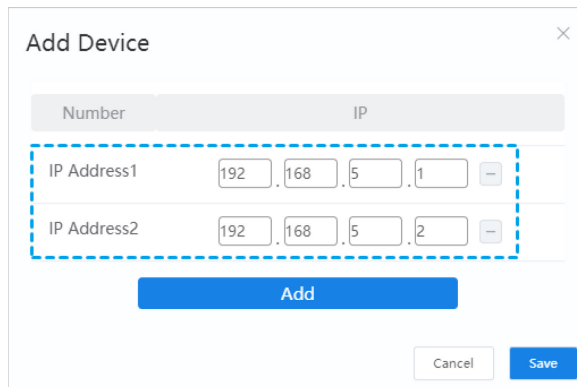 Add Device
Number IP
IP Address1 192 . 168 . 5 . 1
IP Address2 192 . 168 . 5 . 2
Add
Cancel Save